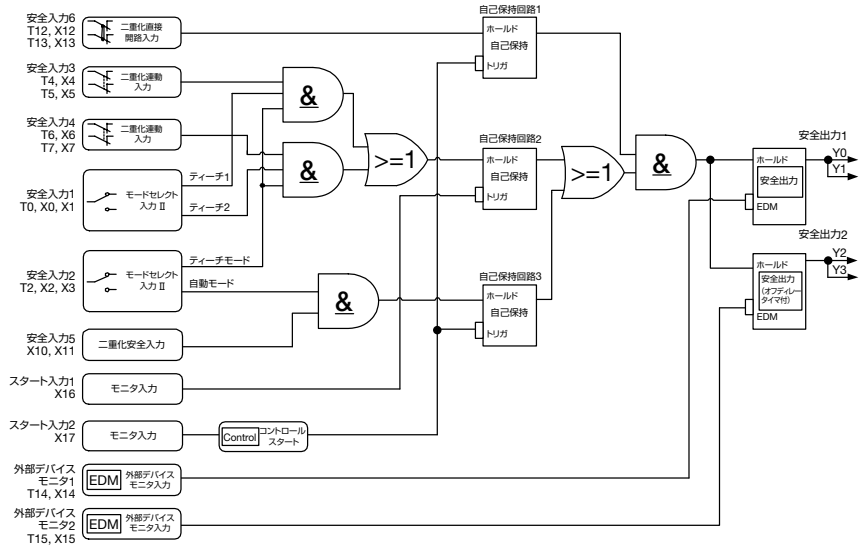 安全入力6
T12, X12
T13, X13
二重化直接
開路入力
安全入力3
T4, X4
T5, X5
二重化連動
入力
安全入力4
T6, X6
T7, X7
二重化連動
入力
安全入力1
T0, X0, X1
モードセレクト
入力 II
ティーチ1
ティーチ2
安全入力2
T2, X2, X3
モードセレクト
入力 II
ティーチモード
自動モード
安全入力5
X10, X11
二重化安全入力
スタート入力1
X16
モニタ入力
スタート入力2
X17
モニタ入力
Control
コントロール
スタート
外部デバイス
モニタ1
T14, X14
EDM
外部デバイス
モニタ入力
外部デバイス
モニタ2
T15, X15
EDM
外部デバイス
モニタ入力
&
&
&
>=1
自己保持回路1
ホールド
自己保持
トリガ
自己保持回路2
ホールド
自己保持
トリガ
自己保持回路3
ホールド
自己保持
トリガ
>=1
&
安全出力1
ホールド
安全出力
EDM
Y0
Y1
安全出力2
ホールド
安全出力
(オフディレー
タイマ付)
EDM
Y2
Y3